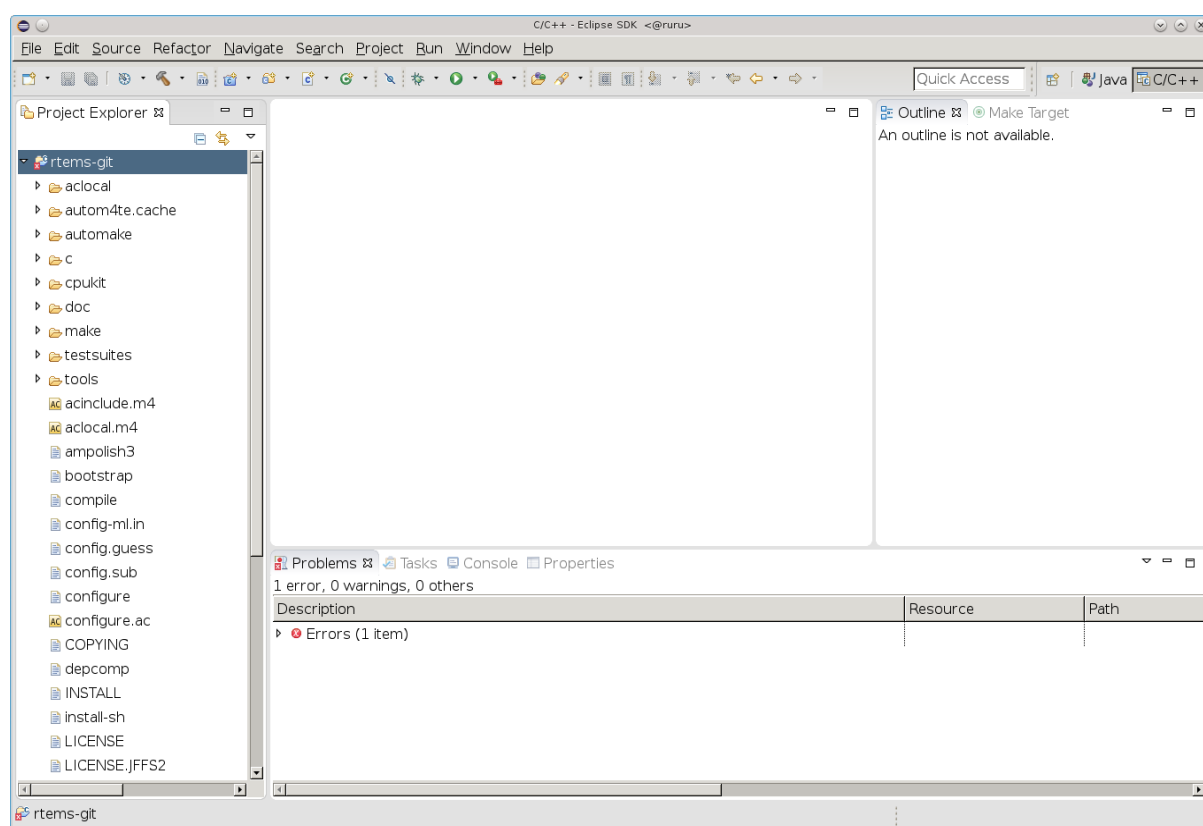 C/C++ - Eclipse SDK <@ruru>
File Edit Source Refactor Navigate Search Project Run Window Help
Quick Access Java C/C++
Project Explorer
Outline Make Target
An outline is not available.
rtems-git
aclocal
autom4te.cache
automake
c
cpukit
doc
make
testsuites
tools
AC acinclude.m4
AC aclocal.m4
ampolish3
bootstrap
compile
config-ml.in
config.guess
config.sub
configure
AC configure.ac
COPYING
depcomp
INSTALL
install-sh
LICENSE
LICENSE.JFFS2
Problems Tasks Console Properties
1 error, 0 warnings, 0 others
Description Resource Path
Errors (1 item)
rtems-git